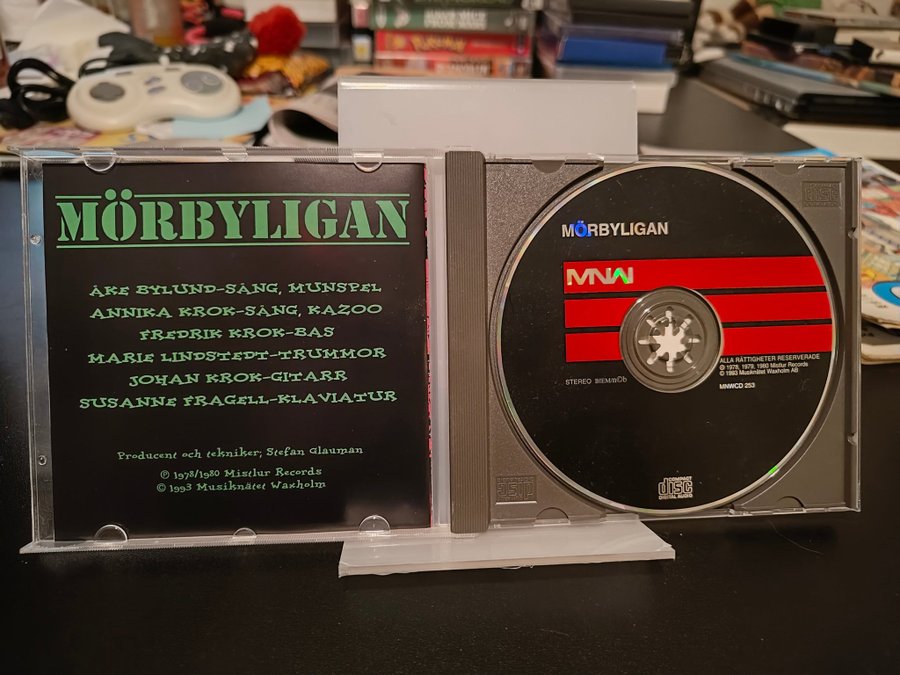 MÖRBYLIGAN
ÅKE BYLUND-SÅNG, MUNSPEL
ANNIKA KROK-SÅNG, KAZOO
FREDRIK KROK-BAS
MARIE LINDSTEDT-TRUMMOR
JOHAN KROK-GITARR
SUSANNE FRAGELL-KLAVIATUR
Producent och tekniker; Stefan Glauman
℗ 1978/1980 Mistlur Records
© 1993 Musiknätet Waxholm
MÖRBYLIGAN
MNW
ALLA RÄTTIGHETER RESERVERADE
℗ 1978, 1979, 1980 Mistlur Records
© 1993 Musiknätet Waxholm AB
MNWCD 253
STEREO
COMPACT
disc
DIGITAL AUDIO
Pokémon